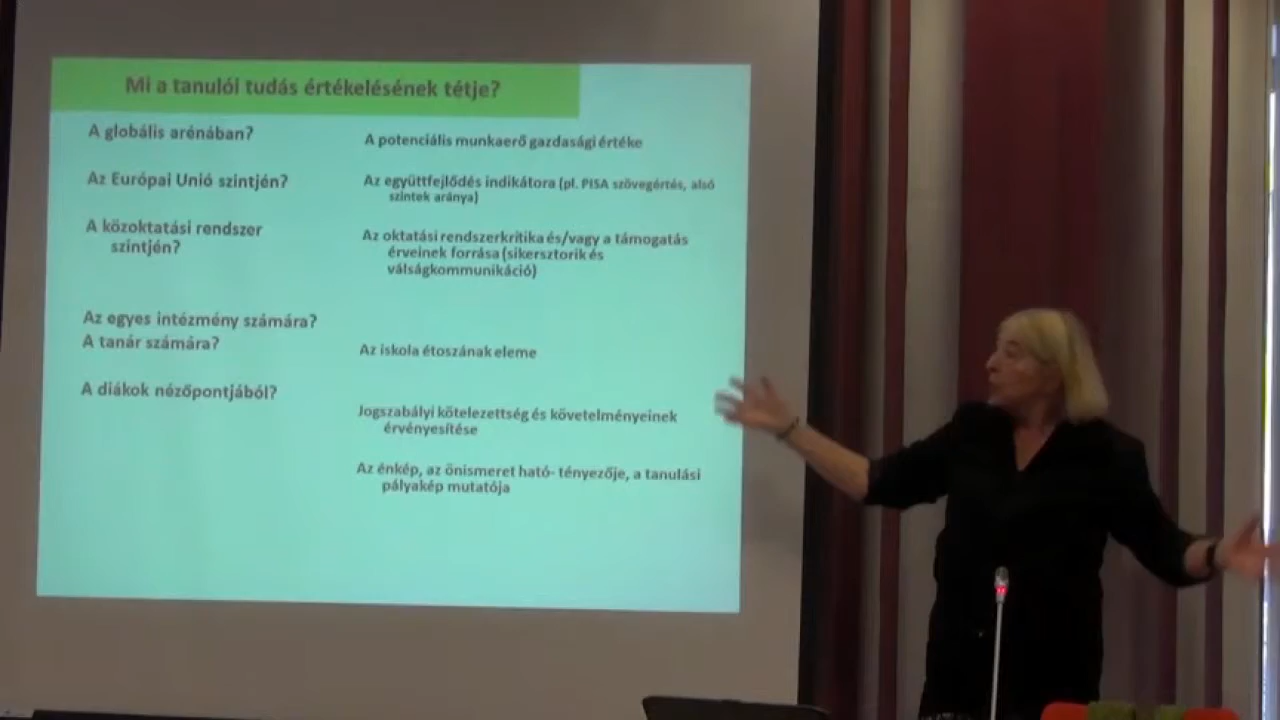 Mi a tanulói tudás értékelésének tétje?
A globális arénában?
A potenciális munkaerő gazdasági értéke
Az Európai Unió szintjén?
Az együttfejlődés indikátora (pl. PISA szövegértés, alsó
szintek aránya)
A közoktatási rendszer
szintjén?
Az oktatási rendszerkritika és/vagy a támogatás
érveinek forrása (sikersztorik és
válságkommunikáció)
Az egyes intézmény számára?
A tanár számára?
Az iskola étoszának eleme
A diákok nézőpontjából?
Jogszabályi kötelezettség és követelményeinek
érvényesítése
Az énkép, az önismeret ható- tényezője, a tanulási
pályakép mutatója